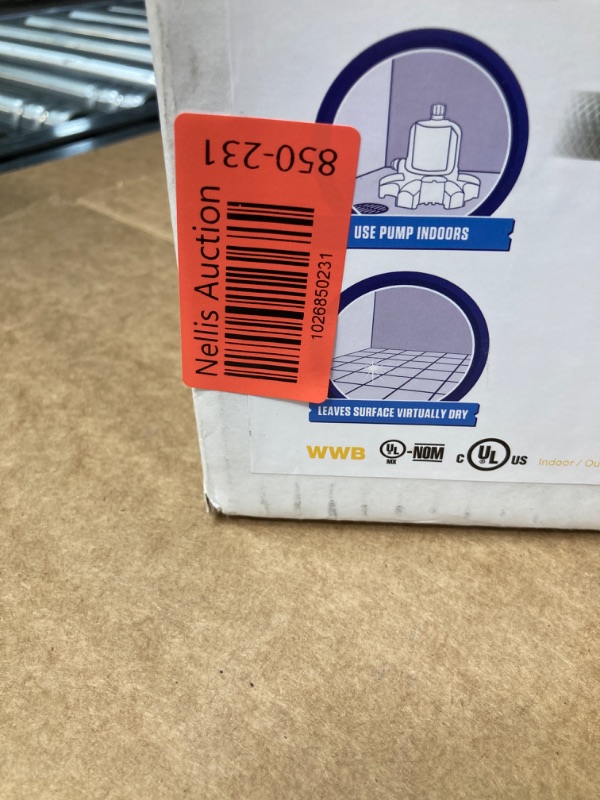 850-231
Nellis Auction
1026850231
USE PUMP INDOORS
LEAVES SURFACE VIRTUALLY DRY
WWB UL MX -NOM C UL US Indoor / Ou